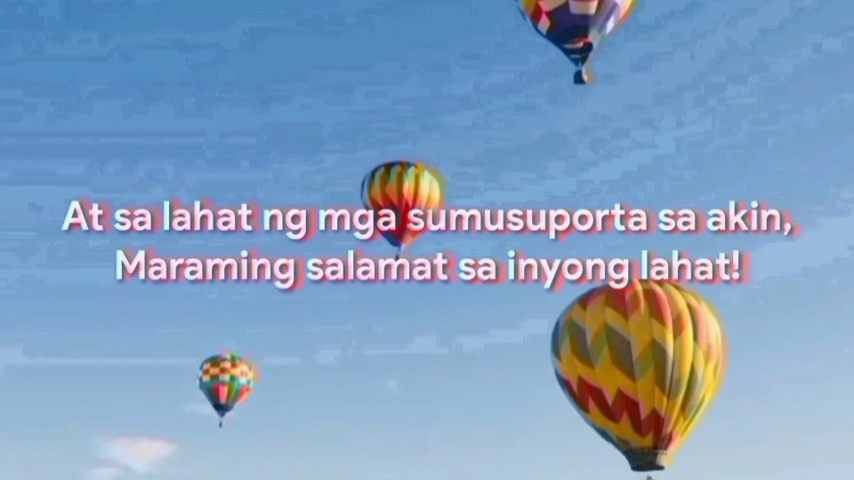 At sa lahat ng mga sumusuporta sa akin,
Maraming salamat sa inyong lahat!